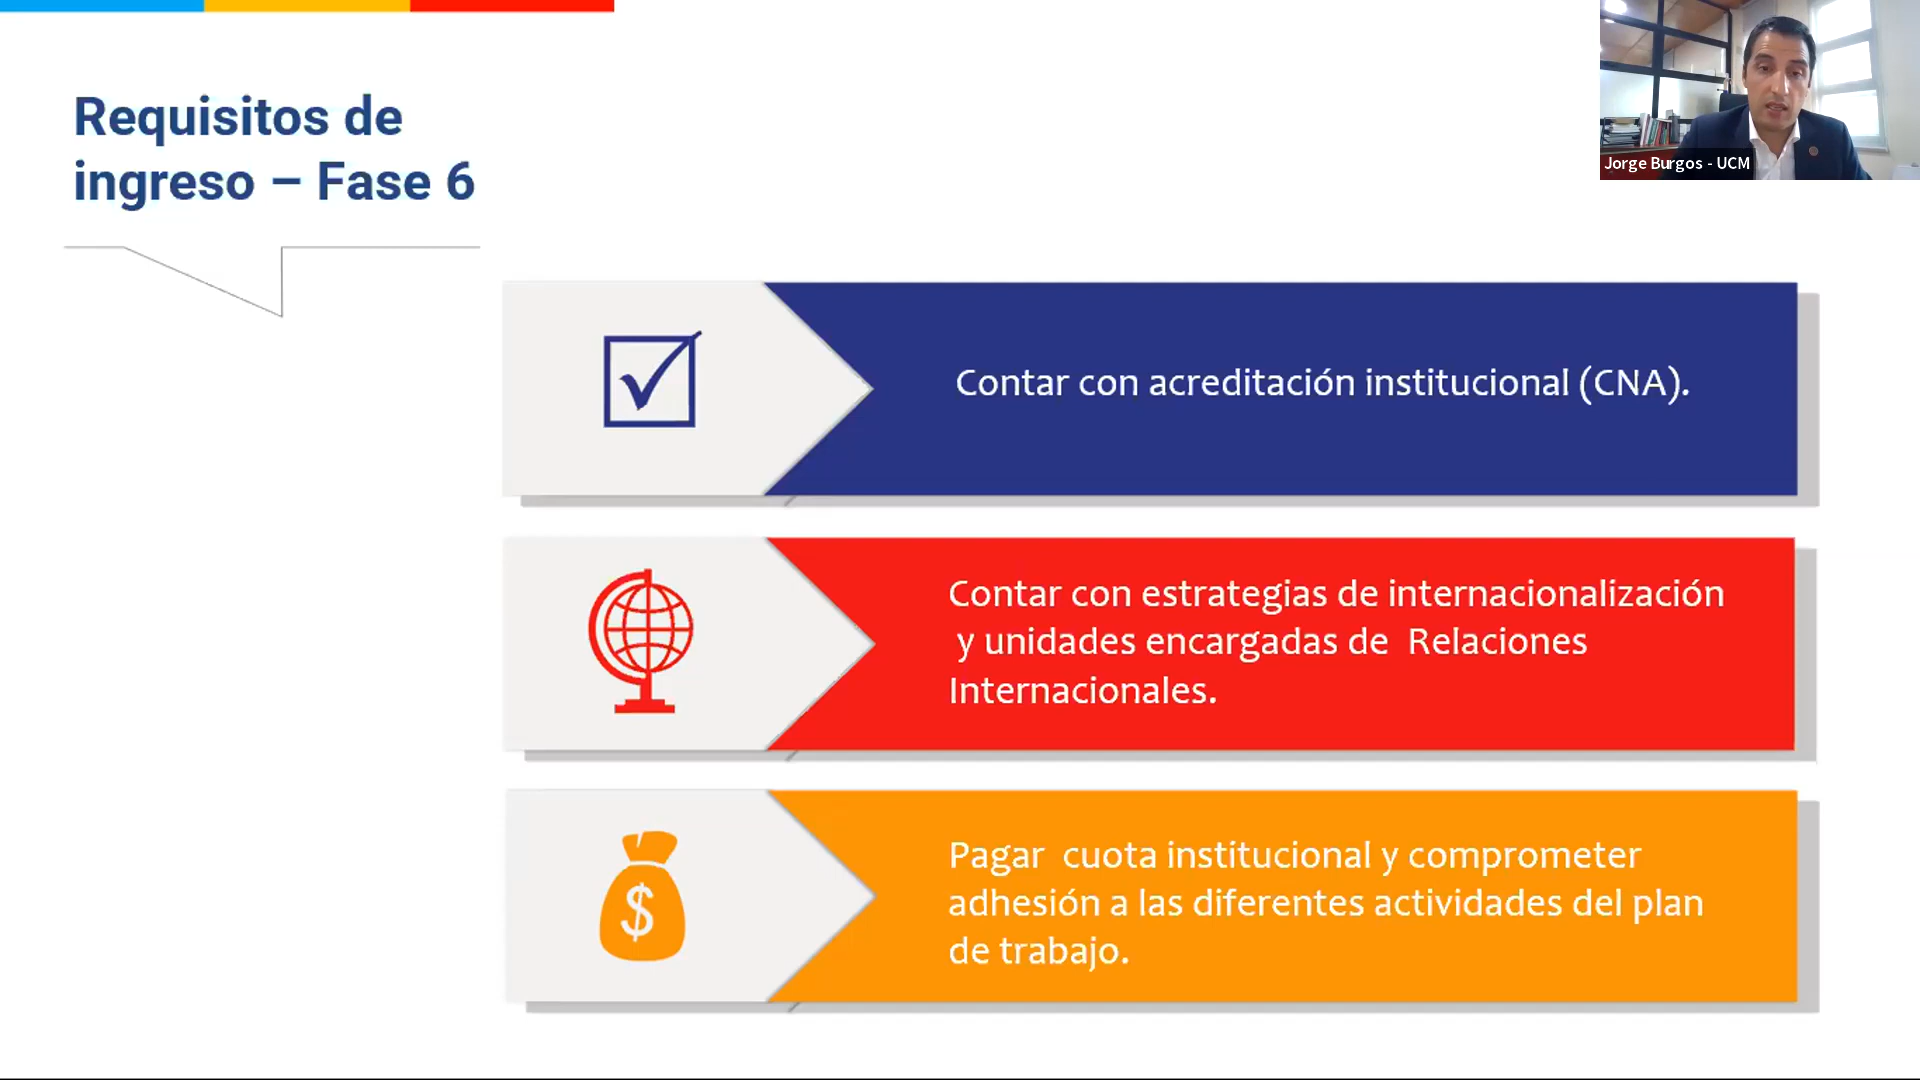 Requisitos de
ingreso – Fase 6
Jorge Burgos - UCM
Contar con acreditación institucional (CNA).
Contar con estrategias de internacionalización
y unidades encargadas de Relaciones
Internacionales.
$
Pagar cuota institucional y comprometer
adhesión a las diferentes actividades del plan
de trabajo.